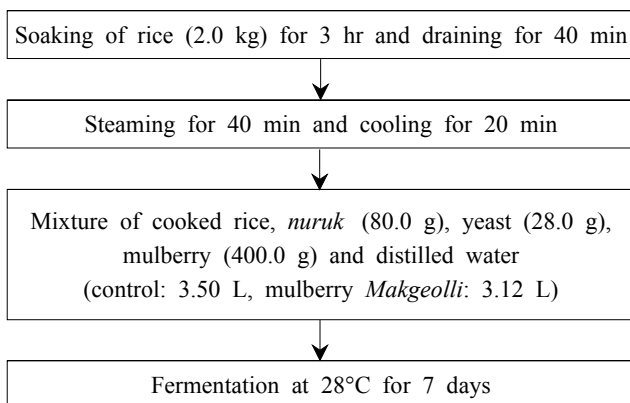 Soaking of rice (2.0 kg) for 3 hr and draining for 40 min
Steaming for 40 min and cooling for 20 min
Mixture of cooked rice, nuruk (80.0 g), yeast (28.0 g),
mulberry (400.0 g) and distilled water
(control: 3.50 L, mulberry Makgeolli: 3.12 L)
Fermentation at 28°C for 7 days